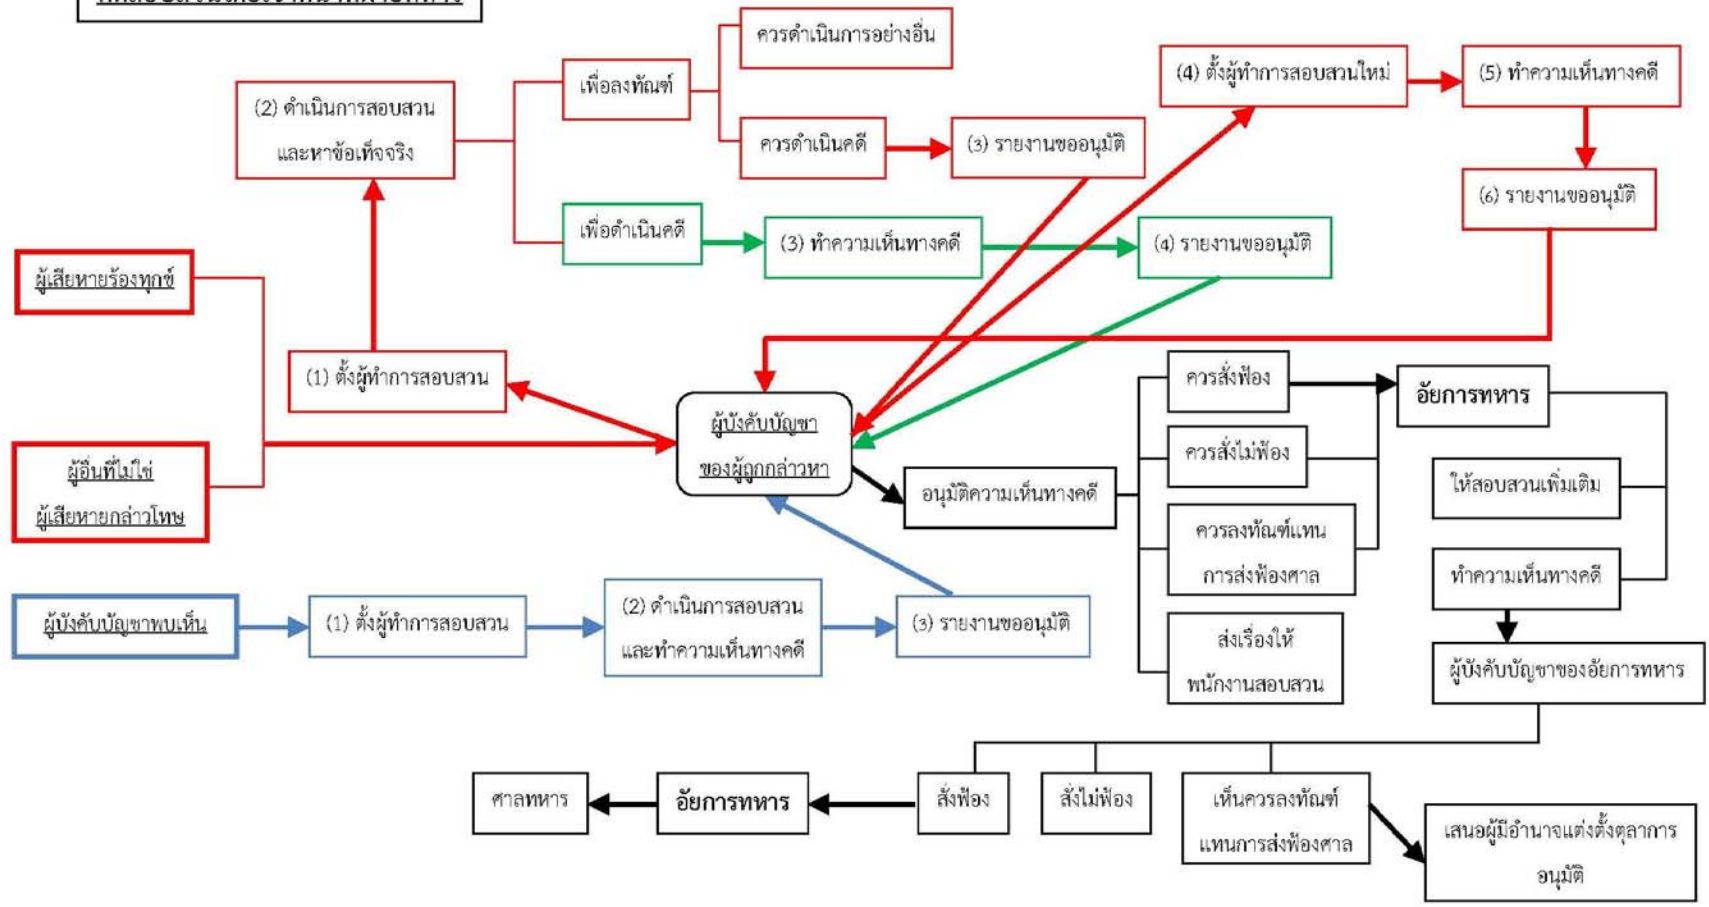 ควรดำเนินการอย่างอื่น
เพื่อลงทัณฑ์
(4) ตั้งผู้ทำการสอบสวนใหม่
(5) ทำความเห็นทางคดี
(2) ดำเนินการสอบสวน
และหาข้อเท็จจริง
ควรดำเนินคดี
(3) รายงานขออนุมัติ
(6) รายงานขออนุมัติ
เพื่อดำเนินคดี
(3) ทำความเห็นทางคดี
(4) รายงานขออนุมัติ
ผู้เสียหายร้องทุกข์
(1) ตั้งผู้ทำการสอบสวน
ผู้อื่นที่ไม่ใช่
ผู้เสียหายกล่าวโทษ
ผู้บังคับบัญชา
ของผู้ถูกกล่าวหา
อนุมัติความเห็นทางคดี
ควรสั่งฟ้อง
ควรสั่งไม่ฟ้อง
ควรลงทัณฑ์แทน
การส่งฟ้องศาล
ส่งเรื่องให้
พนักงานสอบสวน
อัยการทหาร
ให้สอบสวนเพิ่มเติม
ทำความเห็นทางคดี
ผู้บังคับบัญชาของอัยการทหาร
ผู้บังคับบัญชาพบเห็น
(1) ตั้งผู้ทำการสอบสวน
(2) ดำเนินการสอบสวน
และทำความเห็นทางคดี
(3) รายงานขออนุมัติ
ศาลทหาร
อัยการทหาร
สั่งฟ้อง
สั่งไม่ฟ้อง
เห็นควรลงทัณฑ์
แทนการส่งฟ้องศาล
เสนอผู้มีอำนาจแต่งตั้งตุลาการ
อนุมัติ